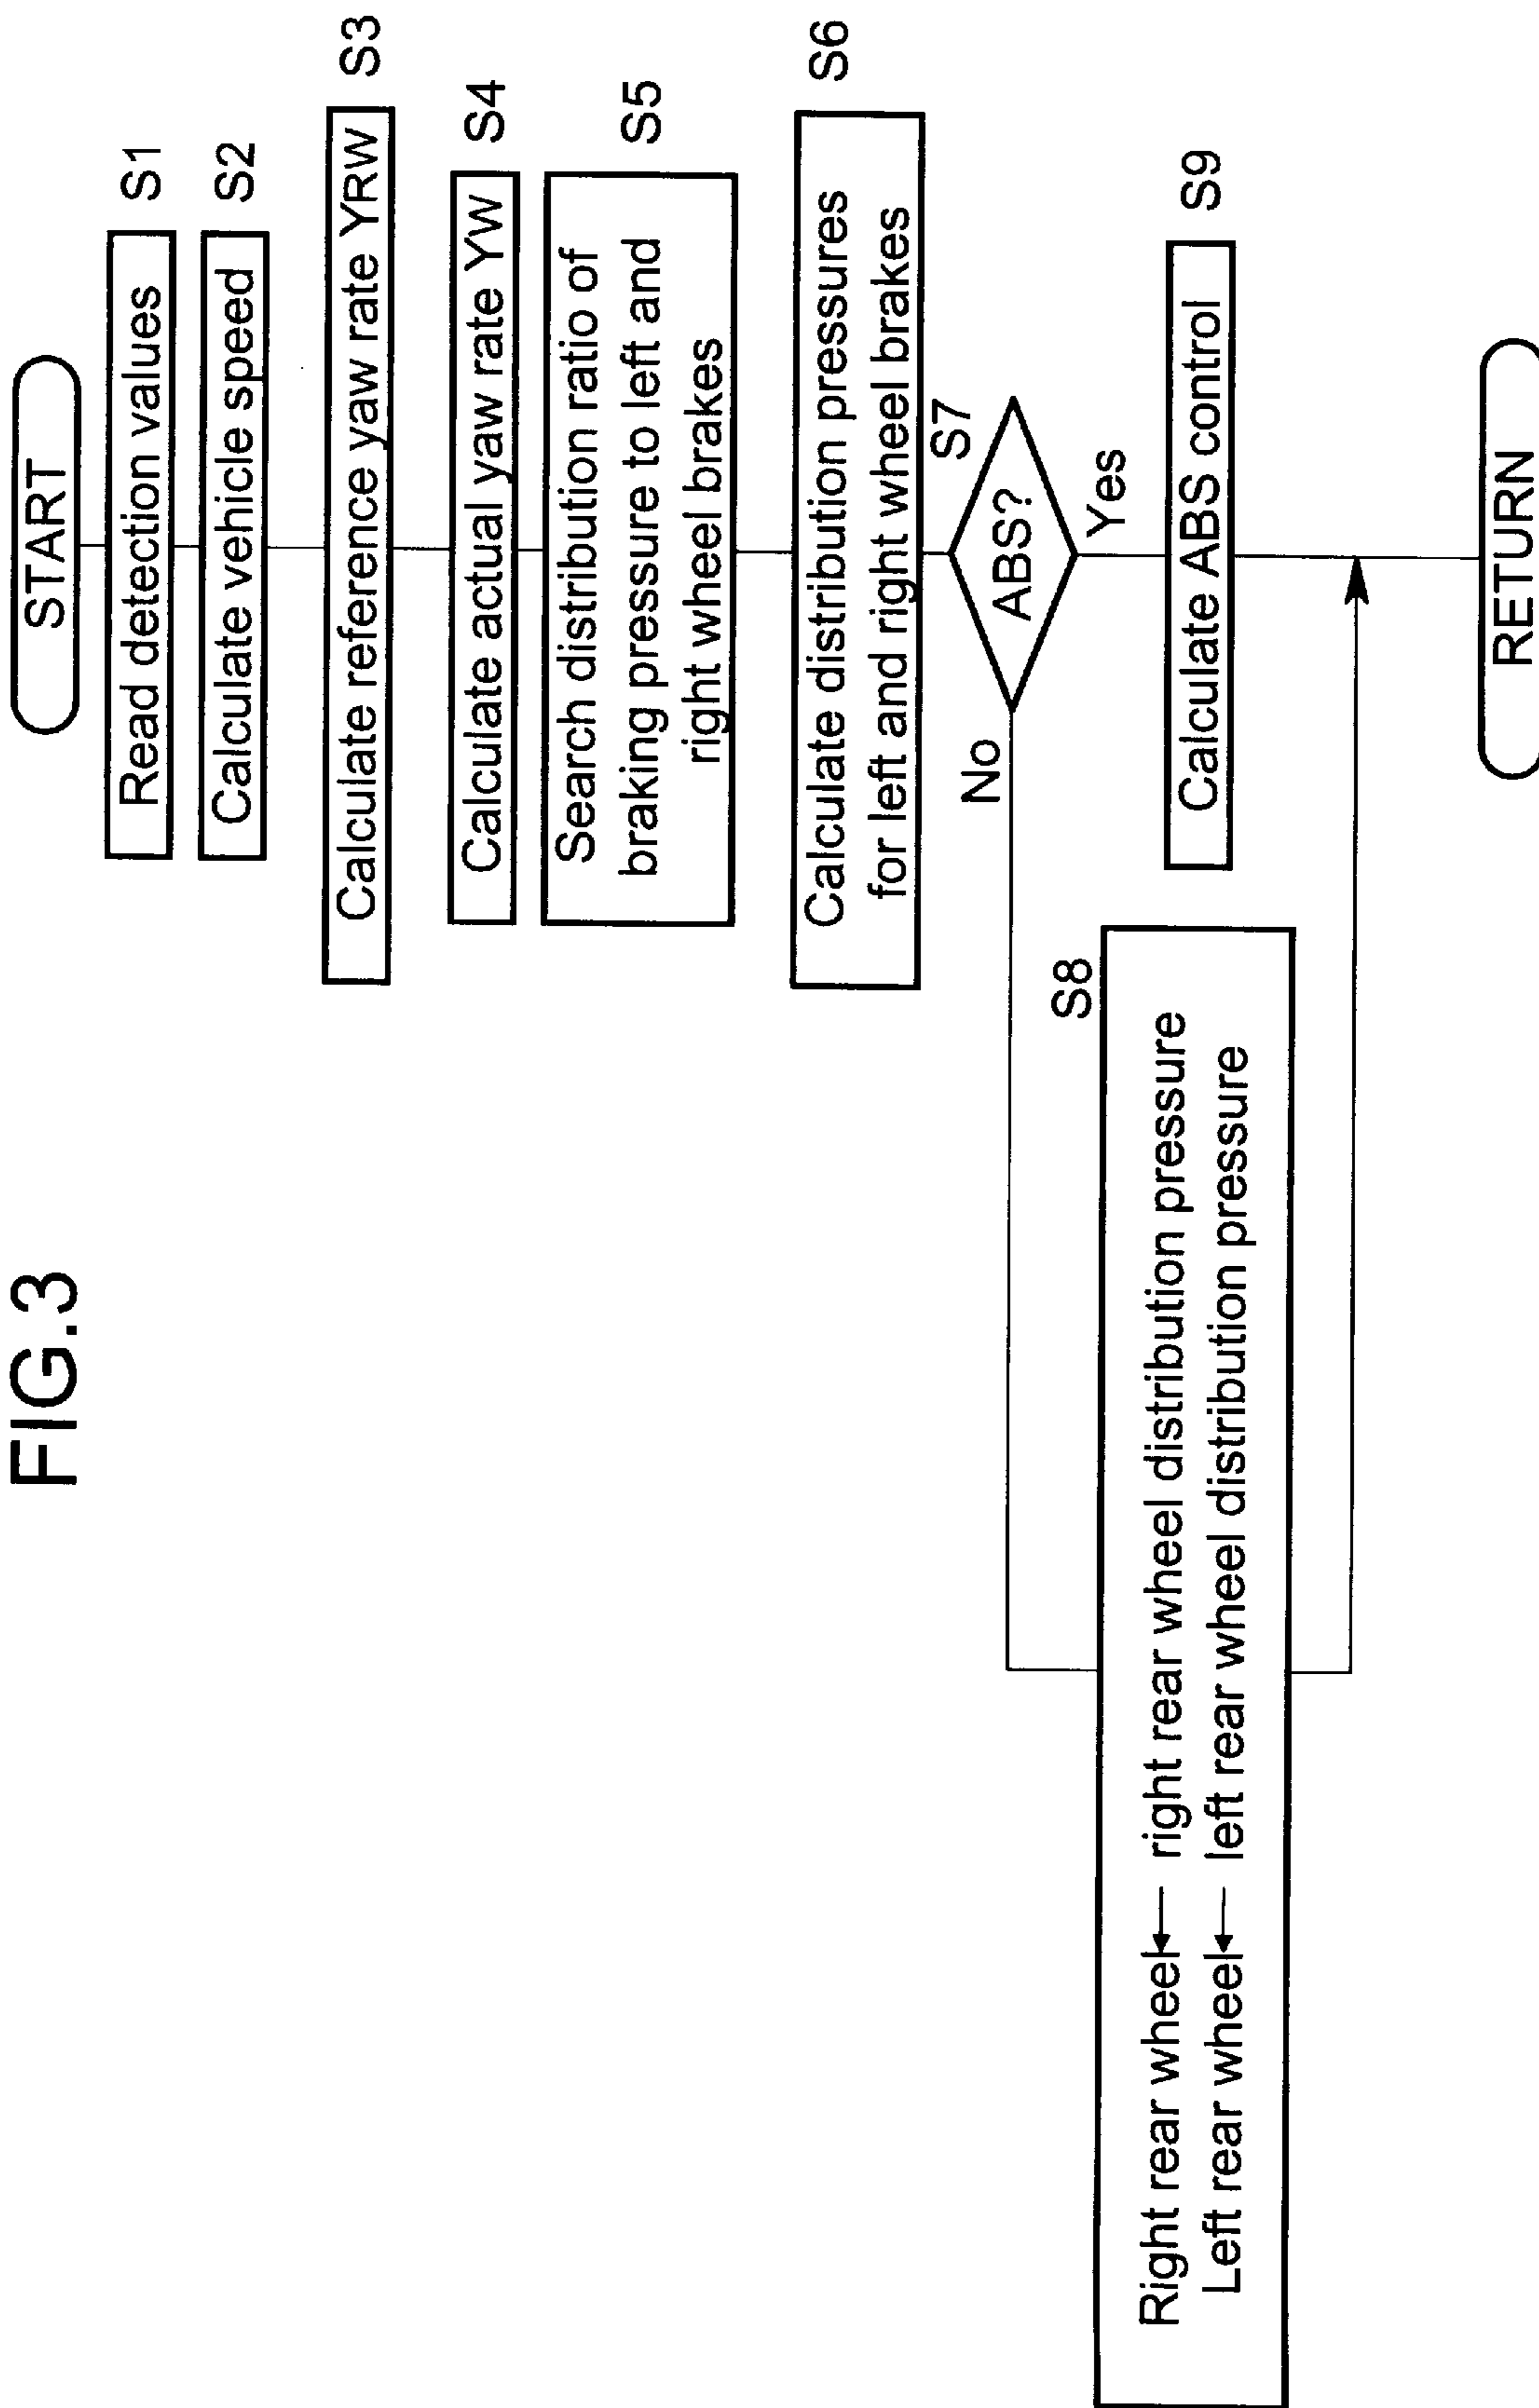 FIG.3
START
Read detection values
S1
Calculate vehicle speed
S2
Calculate reference yaw rate YRW
S3
Calculate actual yaw rate YW
S4
Search distribution ratio of
braking pressure to left and
right wheel brakes
S5
Calculate distribution pressures
for left and right wheel brakes
S6
S7
ABS?
No
Yes
S8
Right rear wheel ← right rear wheel distribution pressure
Left rear wheel ← left rear wheel distribution pressure
Calculate ABS control
S9
RETURN